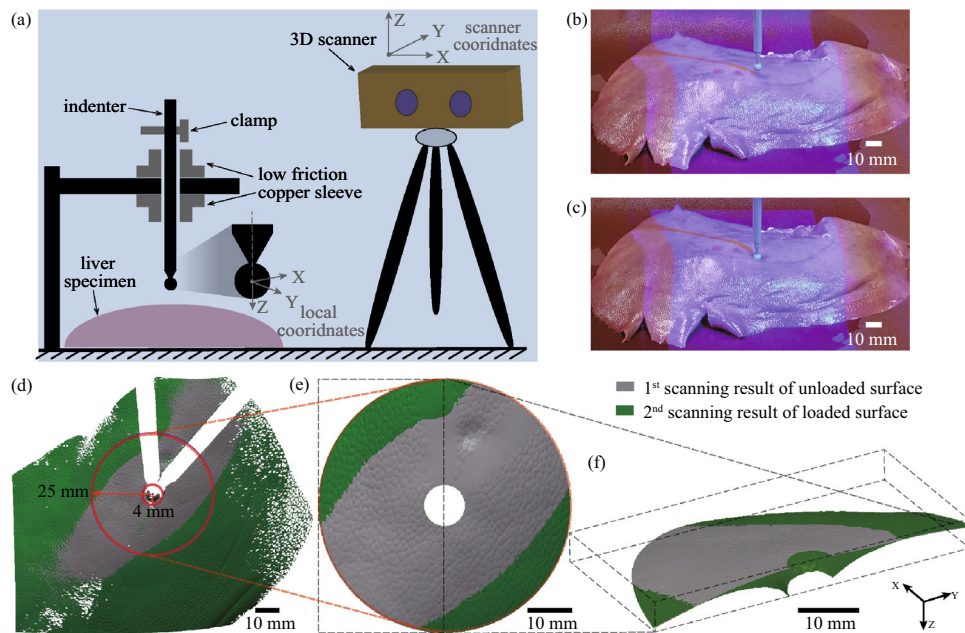 (a)
Z
Y
X
scanner
cooridnates
3D scanner
indenter
clamp
low friction
copper sleeve
liver
specimen
X
Y
Z
local
cooridnates
(b)
10 mm
(c)
10 mm
(d)
25 mm
4 mm
10 mm
(e)
10 mm
1st scanning result of unloaded surface
2nd scanning result of loaded surface
(f)
10 mm
X
Y
Z